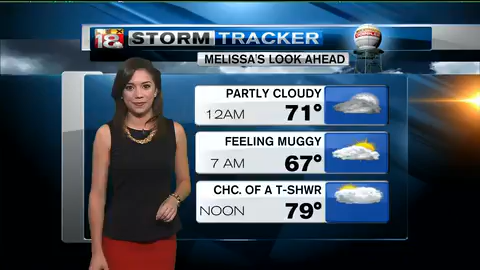 18
STORM TRACKER
MELISSA'S LOOK AHEAD
PARTLY CLOUDY
12AM 71°
FEELING MUGGY
7 AM 67°
CHC. OF A T-SHWR
NOON 79°